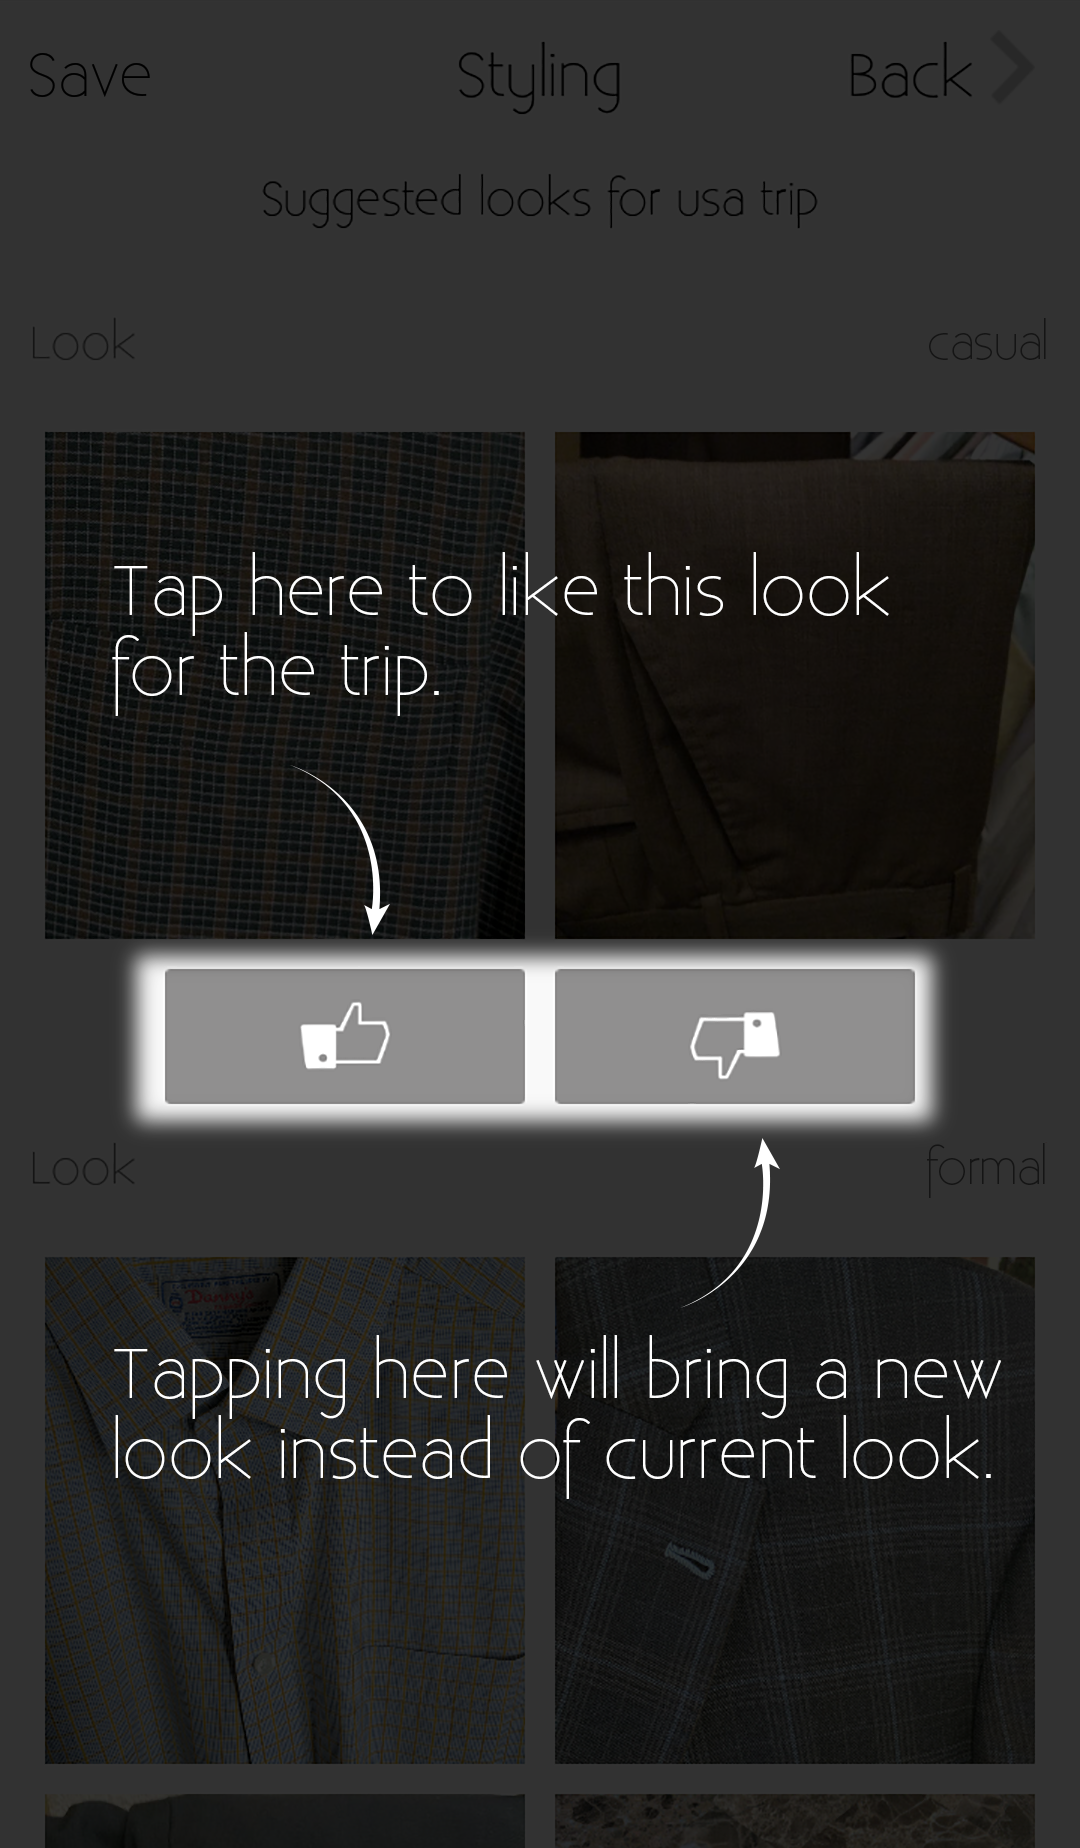 Save Styling Back
Suggested looks for usa trip
Look casual
Tap here to like this look
for the trip.
Look formal
Danny's
Tapping here will bring a new
look instead of current look.